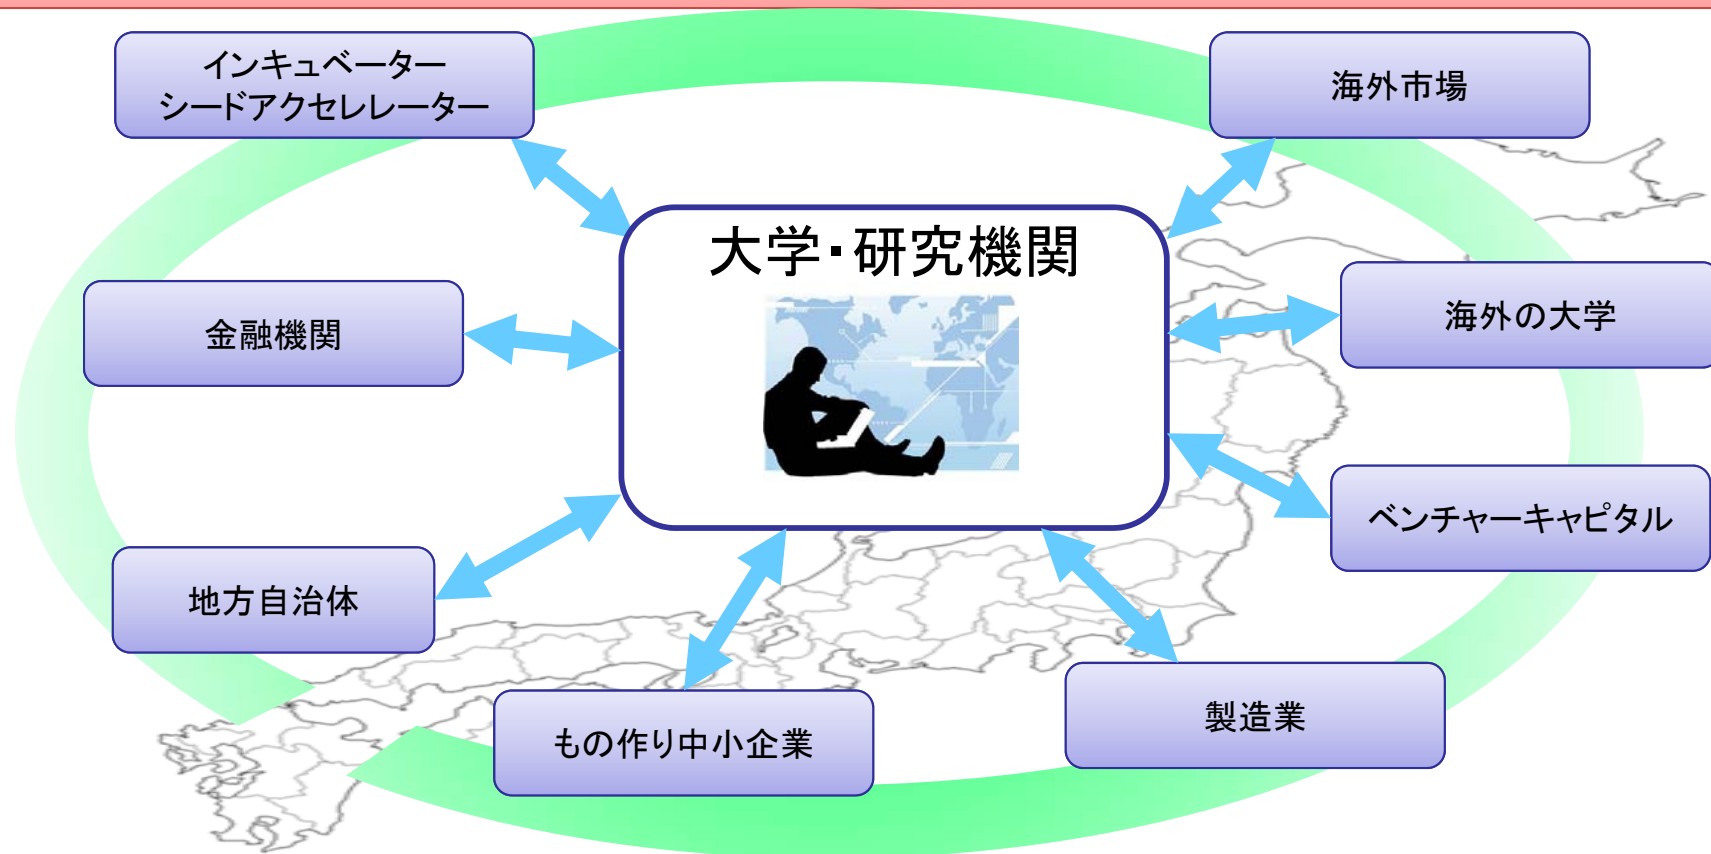 インキュベーター
シードアクセレレーター
海外市場
大学・研究機関
金融機関
海外の大学
ベンチャーキャピタル
地方自治体
もの作り中小企業
製造業